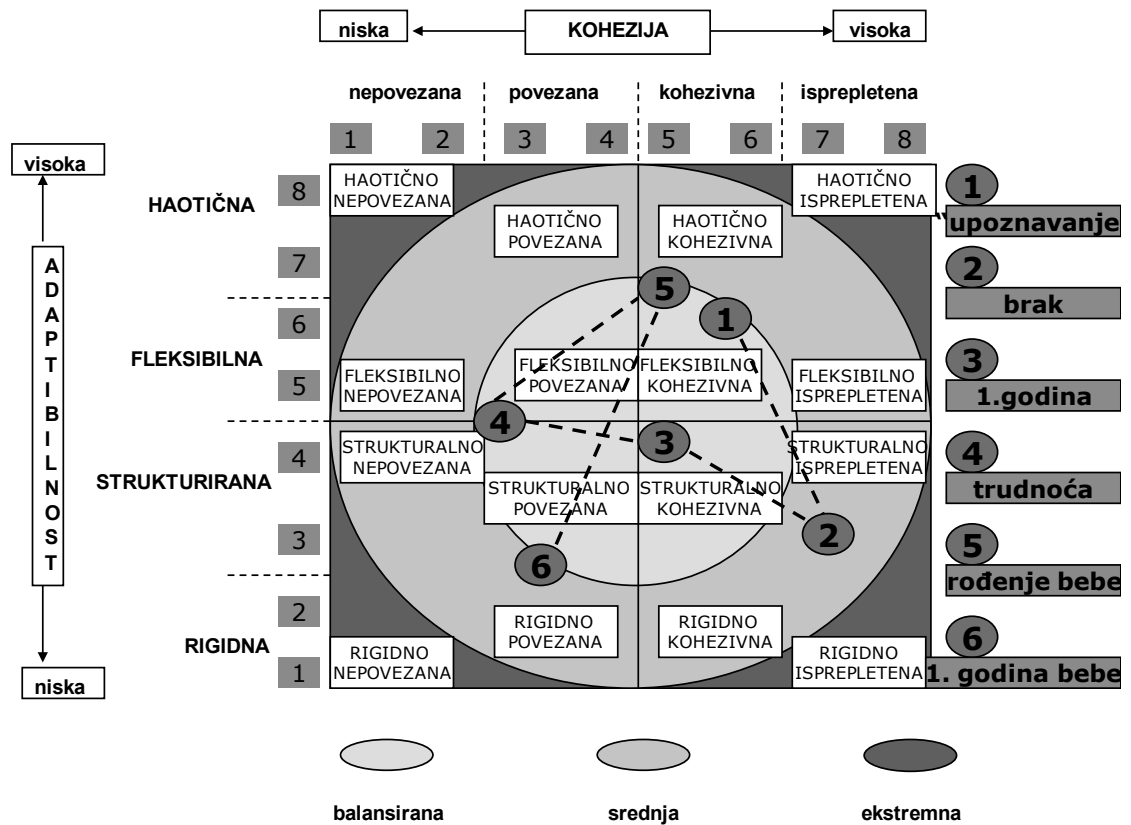 niska
KOHEZIJA
visoka
nepovezana
povezana
kohezivna
isprepletena
1
2
3
4
5
6
7
8
visoka
ADAPTIBILNOST
niska
HAOTIČNA
8
7
FLEKSIBILNA
6
5
STRUKTURIRANA
4
3
RIGIDNA
2
1
HAOTIČNO
NEPOVEZANA
HAOTIČNO
POVEZANA
HAOTIČNO
KOHEZIVNA
HAOTIČNO
ISPREPLETENA
5
1
FLEKSIBILNO
NEPOVEZANA
FLEKSIBILNO
POVEZANA
FLEKSIBILNO
KOHEZIVNA
FLEKSIBILNO
ISPREPLETENA
4
3
STRUKTURALNO
NEPOVEZANA
STRUKTURALNO
POVEZANA
STRUKTURALNO
KOHEZIVNA
STRUKTURALNO
ISPREPLETENA
2
6
RIGIDNO
NEPOVEZANA
RIGIDNO
POVEZANA
RIGIDNO
KOHEZIVNA
RIGIDNO
ISPREPLETENA
1
upoznavanje
2
brak
3
1.godina
4
trudnoća
5
rođenje bebe
6
1. godina bebe
balansirana
srednja
ekstremna